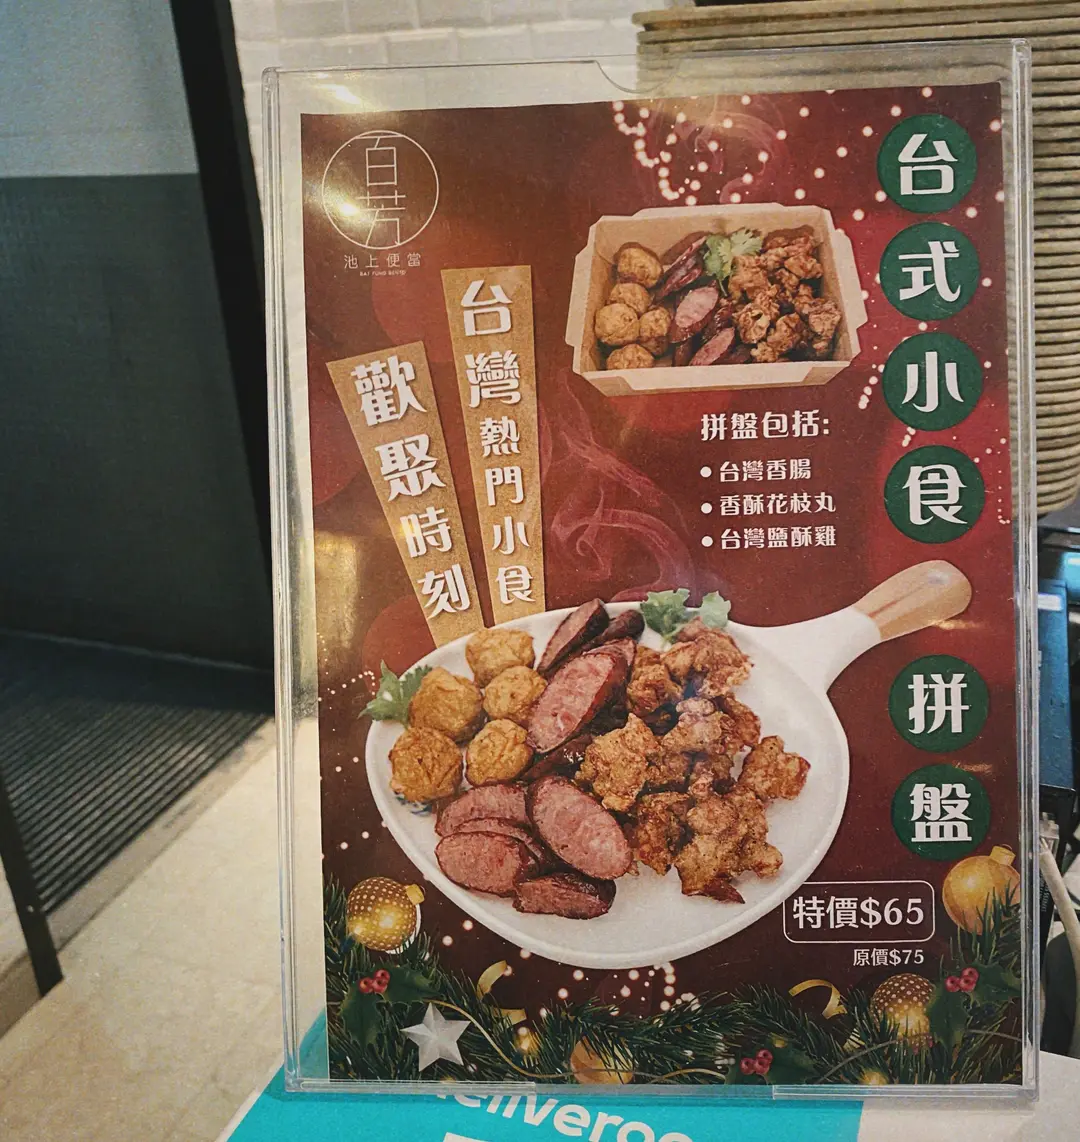 百芳
池上便當
BAT FONG BENTO
台式小食拼盤
台灣熱門小食
歡聚時刻
拼盤包括:
•台灣香腸
•香酥花枝丸
•台灣鹽酥雞
特價$65
原價$75
deliveroo